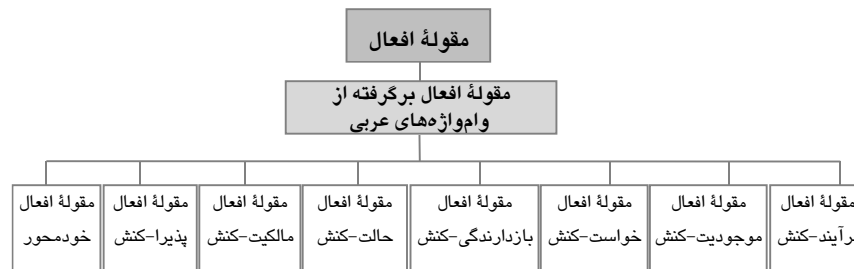 مقولهٔ افعال
مقولهٔ افعال برگرفته از
وام‌واژه‌های عربی
مقولهٔ افعال
رآیند–کنش
مقولهٔ افعال
موجودیت–کنش
مقولهٔ افعال
خواست–کنش
مقولهٔ افعال
بازدارندگی–کنش
مقولهٔ افعال
حالت–کنش
مقولهٔ افعال
مالکیت–کنش
مقولهٔ افعال
پذیرا–کنش
مقولهٔ افعال
خودمحور